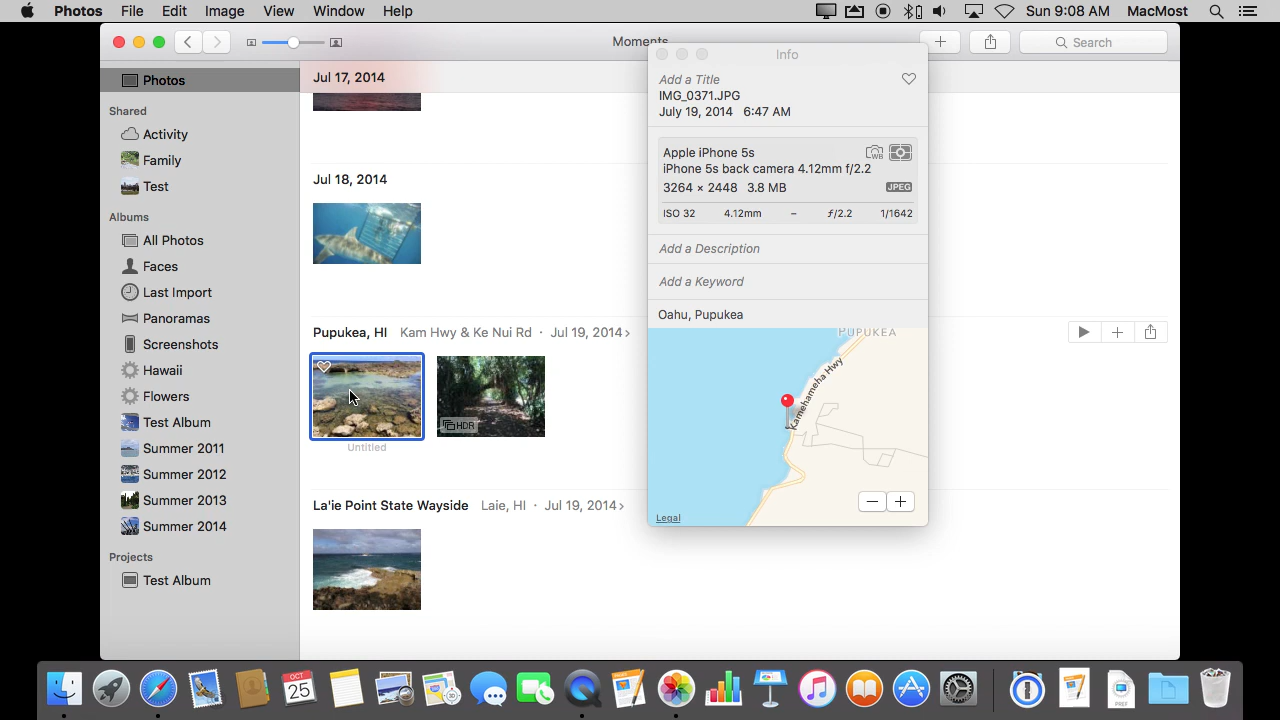 Photos File Edit Image View Window Help Sun 9:08 AM MacMost
Moments
Search
Photos
Shared
Activity
Family
Test
Albums
All Photos
Faces
Last Import
Panoramas
Screenshots
Hawaii
Flowers
Test Album
Summer 2011
Summer 2012
Summer 2013
Summer 2014
Projects
Test Album
Jul 17, 2014
Jul 18, 2014
Pupukea, HI Kam Hwy & Ke Nui Rd · Jul 19, 2014 >
HDR
Untitled
La'ie Point State Wayside Laie, HI · Jul 19, 2014 >
Info
Add a Title
IMG_0371.JPG
July 19, 2014 6:47 AM
Apple iPhone 5s
WB
iPhone 5s back camera 4.12mm f/2.2
3264 × 2448 3.8 MB JPEG
ISO 32 4.12mm – ƒ/2.2 1/1642
Add a Description
Add a Keyword
Oahu, Pupukea
PUPUKEA
Kamehameha Hwy
Legal
OCT
25
3D
PREF